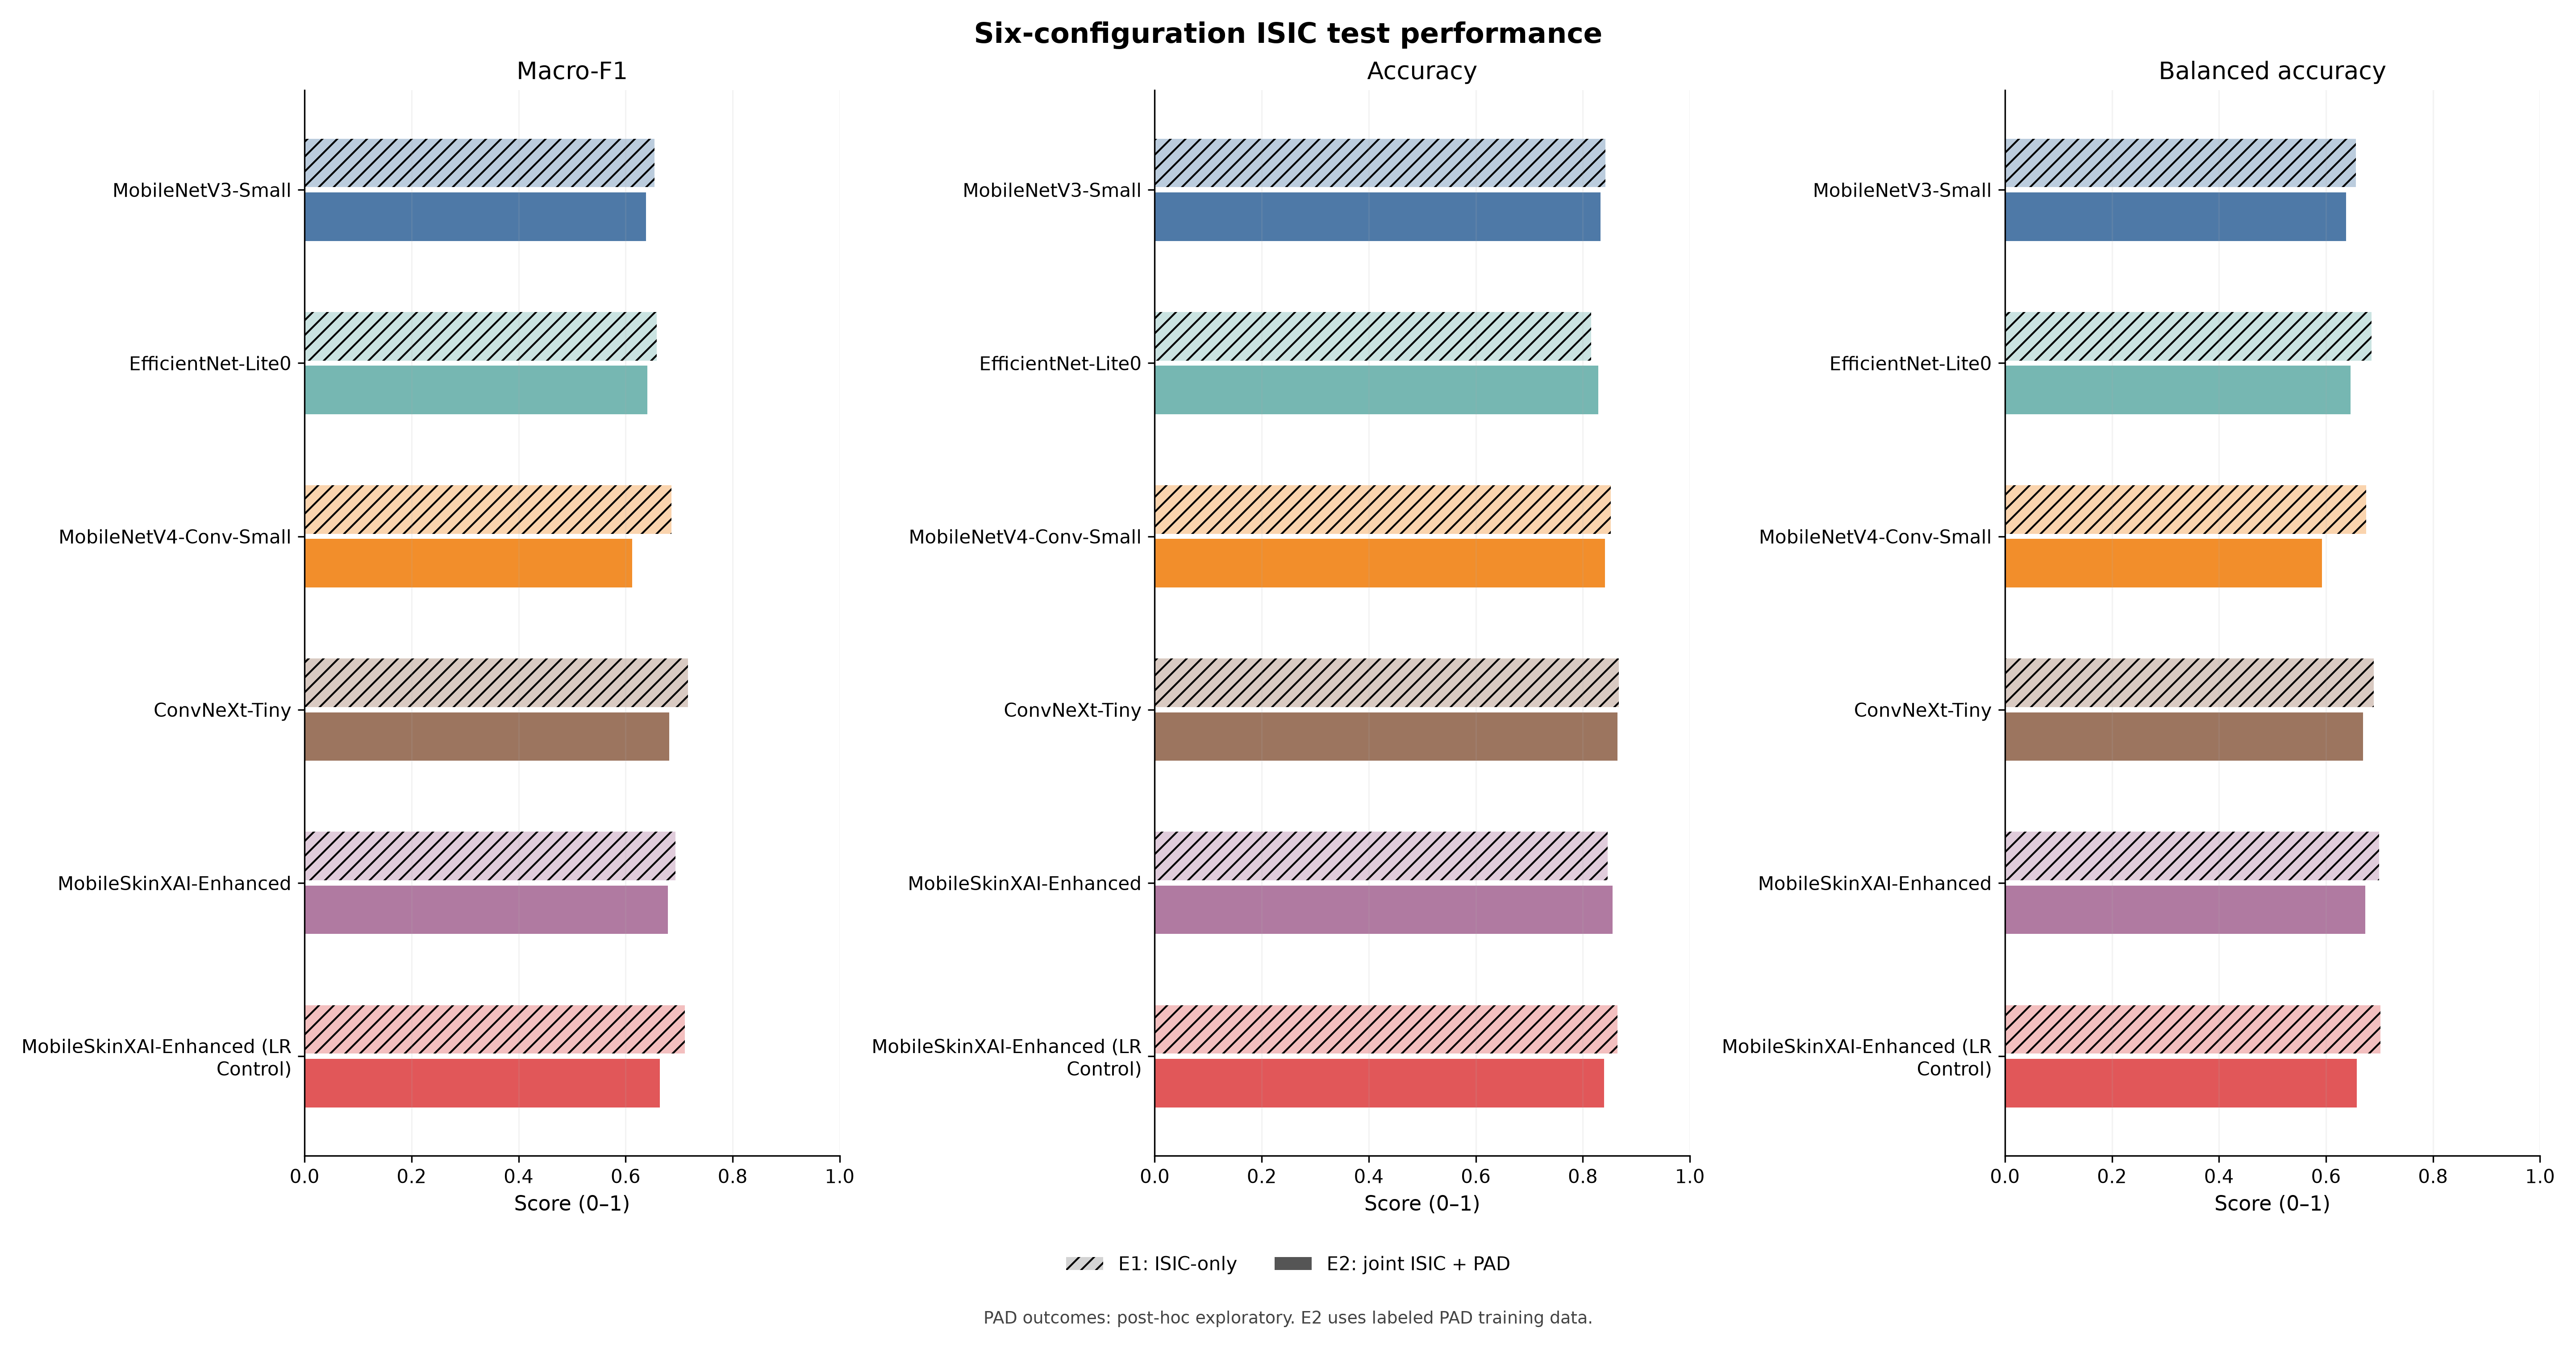 Six-configuration ISIC test performance
Macro-F1
MobileNetV3-Small
EfficientNet-Lite0
MobileNetV4-Conv-Small
ConvNeXt-Tiny
MobileSkinXAI-Enhanced
MobileSkinXAI-Enhanced (LR
Control)
0.0 0.2 0.4 0.6 0.8 1.0
Score (0–1)
Accuracy
MobileNetV3-Small
EfficientNet-Lite0
MobileNetV4-Conv-Small
ConvNeXt-Tiny
MobileSkinXAI-Enhanced
MobileSkinXAI-Enhanced (LR
Control)
0.0 0.2 0.4 0.6 0.8 1.0
Score (0–1)
Balanced accuracy
MobileNetV3-Small
EfficientNet-Lite0
MobileNetV4-Conv-Small
ConvNeXt-Tiny
MobileSkinXAI-Enhanced
MobileSkinXAI-Enhanced (LR
Control)
0.0 0.2 0.4 0.6 0.8 1.0
Score (0–1)
E1: ISIC-only E2: joint ISIC + PAD
PAD outcomes: post-hoc exploratory. E2 uses labeled PAD training data.